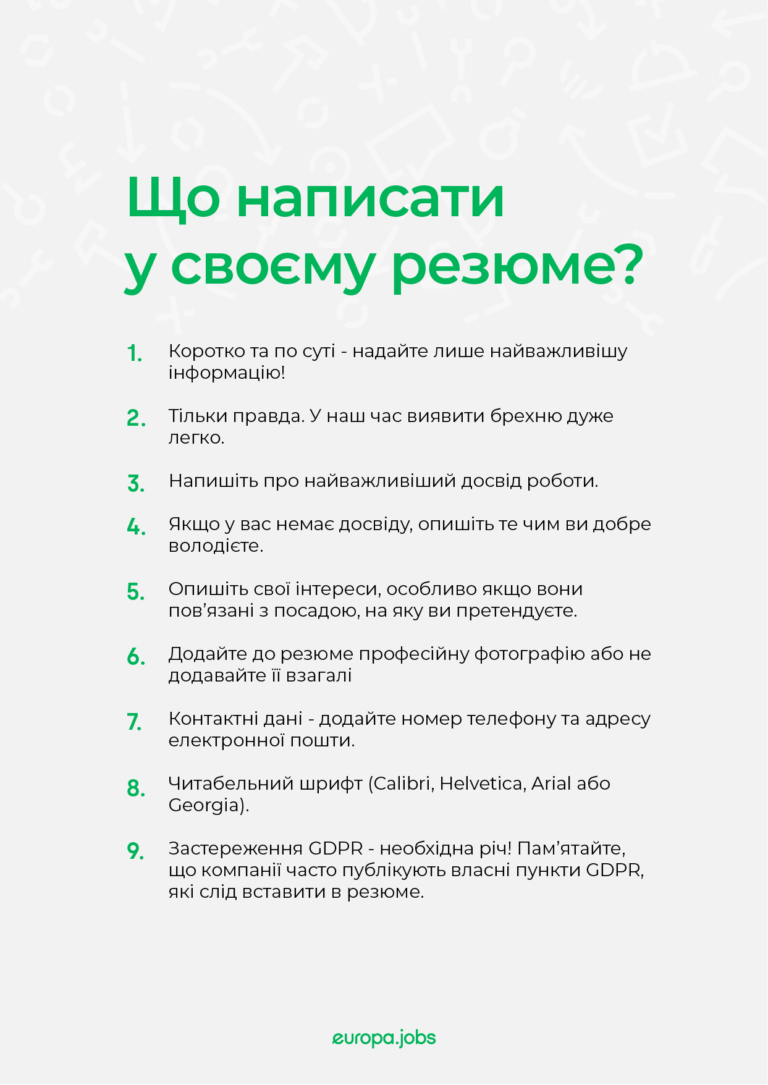 Що написати
у своєму резюме?
1. Коротко та по суті - надайте лише найважливішу
інформацію!
2. Тільки правда. У наш час виявити брехню дуже
легко.
3. Напишіть про найважливіший досвід роботи.
4. Якщо у вас немає досвіду, опишіть те чим ви добре
володієте.
5. Опишіть свої інтереси, особливо якщо вони
пов’язані з посадою, на яку ви претендуєте.
6. Додайте до резюме професійну фотографію або не
додавайте її взагалі
7. Контактні дані - додайте номер телефону та адресу
електронної пошти.
8. Читабельний шрифт (Calibri, Helvetica, Arial або
Georgia).
9. Застереження GDPR - необхідна річ! Пам’ятайте,
що компанії часто публікують власні пункти GDPR,
які слід вставити в резюме.
europa.jobs